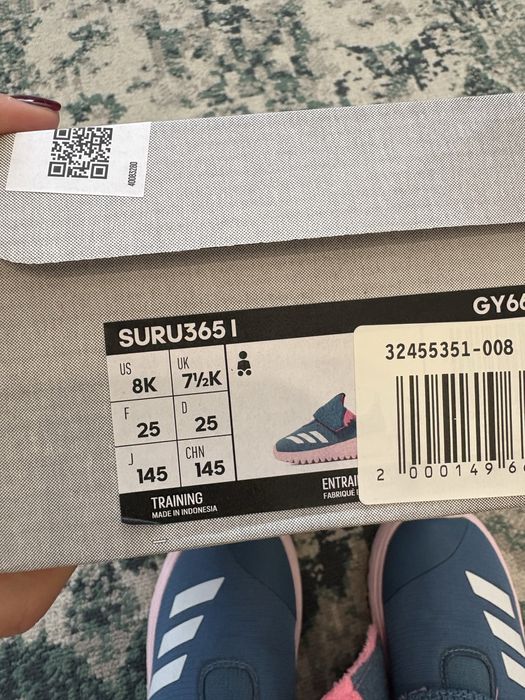 40083280
SURU365 I
GY66
US 8K
UK 7½K
F 25
D 25
J 145
CHN 145
TRAINING
MADE IN INDONESIA
ENTRAI
FABRIQUÉ
32455351-008
2 000149 6